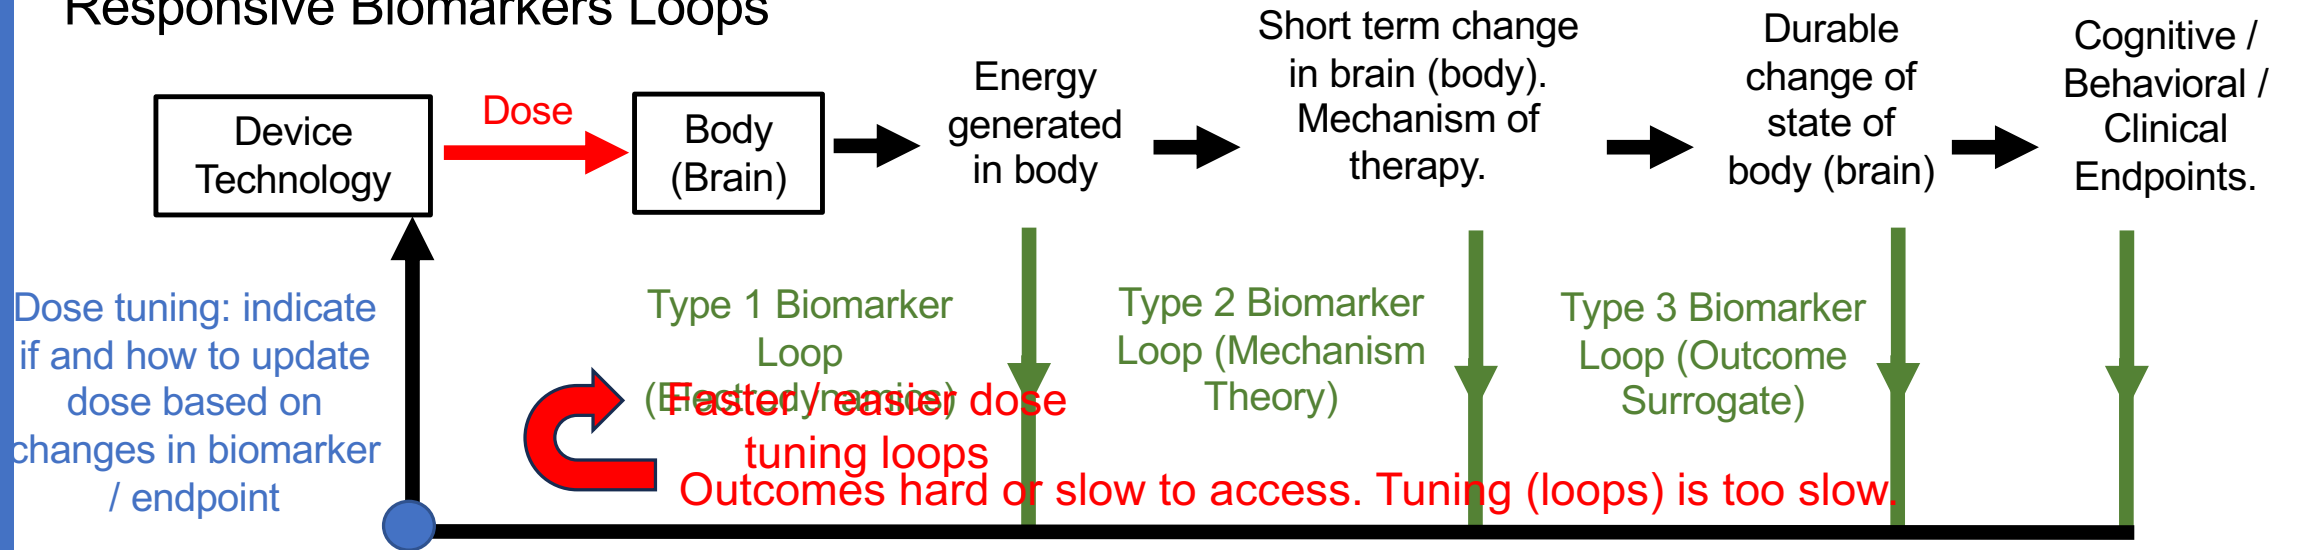 Responsive Biomarkers Loops
Device
Technology
Dose
Body
(Brain)
Energy
generated
in body
Short term change
in brain (body).
Mechanism of
therapy.
Durable
change of
state of
body (brain)
Cognitive /
Behavioral /
Clinical
Endpoints.
Dose tuning: indicate
if and how to update
dose based on
changes in biomarker
/ endpoint
Type 1 Biomarker
Loop
(Electrodynamics)
Type 2 Biomarker
Loop (Mechanism
Theory)
Type 3 Biomarker
Loop (Outcome
Surrogate)
Faster / easier dose
tuning loops
Outcomes hard or slow to access. Tuning (loops) is too slow.